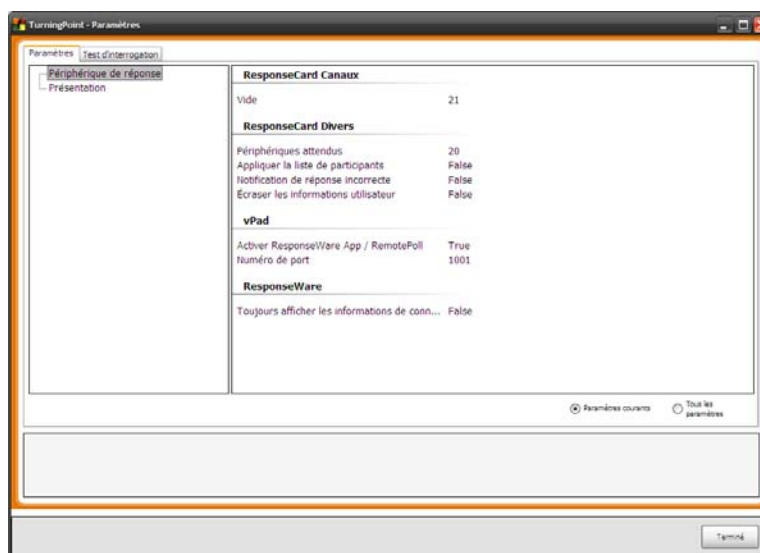 TurningPoint - Paramètres
Paramètres Test d'interrogation
Périphérique de réponse
Présentation
ResponseCard Canaux
Vide 21
ResponseCard Divers
Périphériques attendus 20
Appliquer la liste de participants False
Notification de réponse incorrecte False
Écraser les informations utilisateur False
vPad
Activer ResponseWare App / RemotePoll True
Numéro de port 1001
ResponseWare
Toujours afficher les informations de conn... False
Paramètres courants
Tous les
paramètres
Terminé